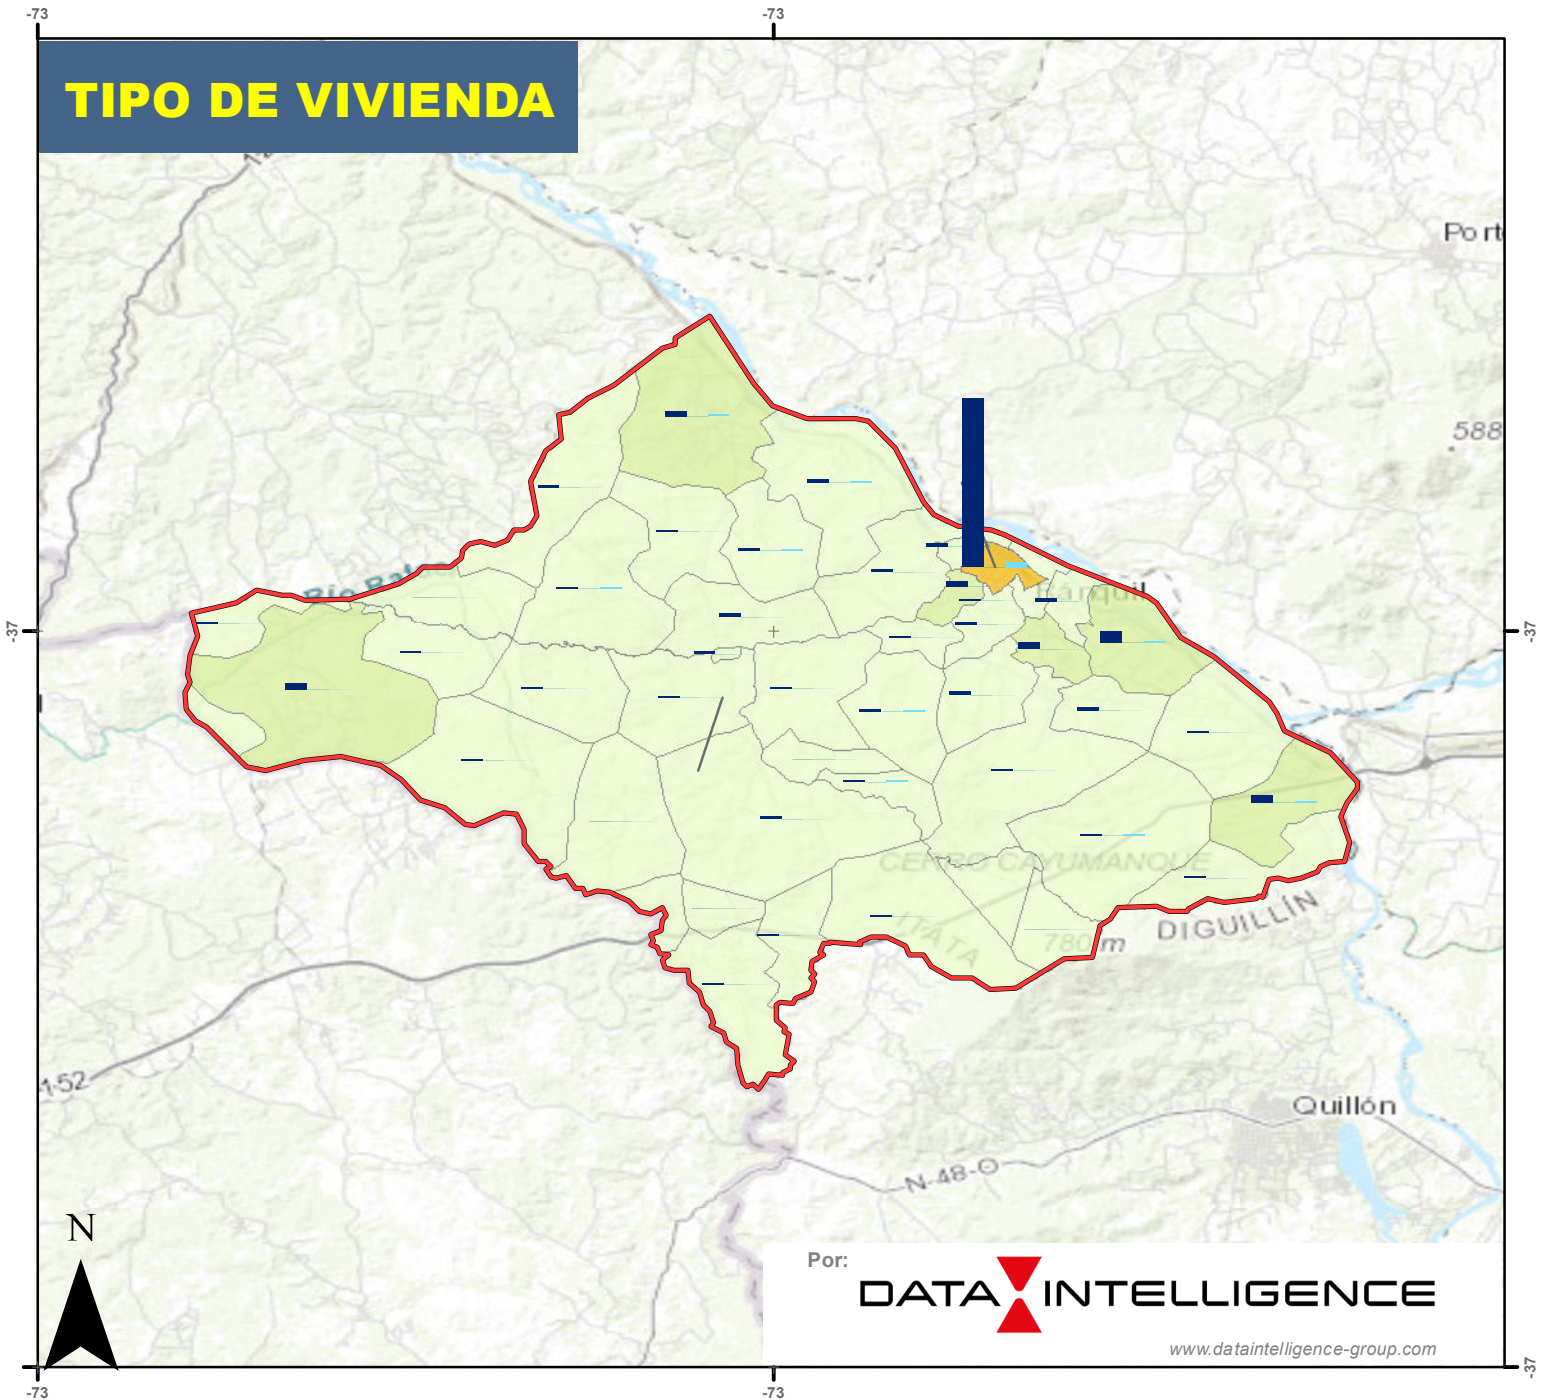 -73
-73
TIPO DE VIVIENDA
Port
588
Ránquil
-37
-37
CERRO CAYUMANQUE
780 m
DIGUILLÍN
152
Quillón
N-48-O
N
Por:
DATA INTELLIGENCE
www.dataintelligence-group.com
-37
-73
-73